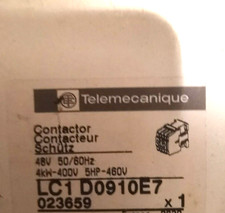 Telemecanique
Contactor
Contacteur
Schütz
48V 50/60Hz
4kW-400V 5HP-460V
LC1 D0910E7
023659 x 1